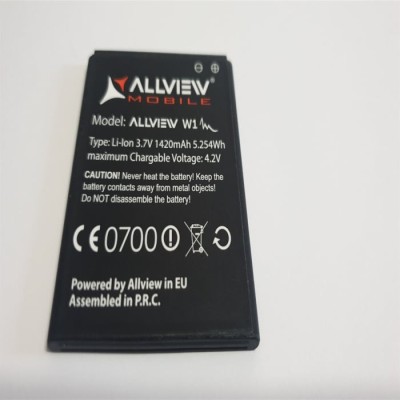 ALLVIEW
MOBILE
Model: ALLVIEW W1
Type: Li-Ion 3.7V 1420mAh 5.254Wh
maximum Chargable Voltage: 4.2V
CAUTION! Never heat the battery! Keep the
battery contacts away from metal objects!
Do NOT disassemble the battery!
CE 0700
Powered by Allview in EU
Assembled in P.R.C.